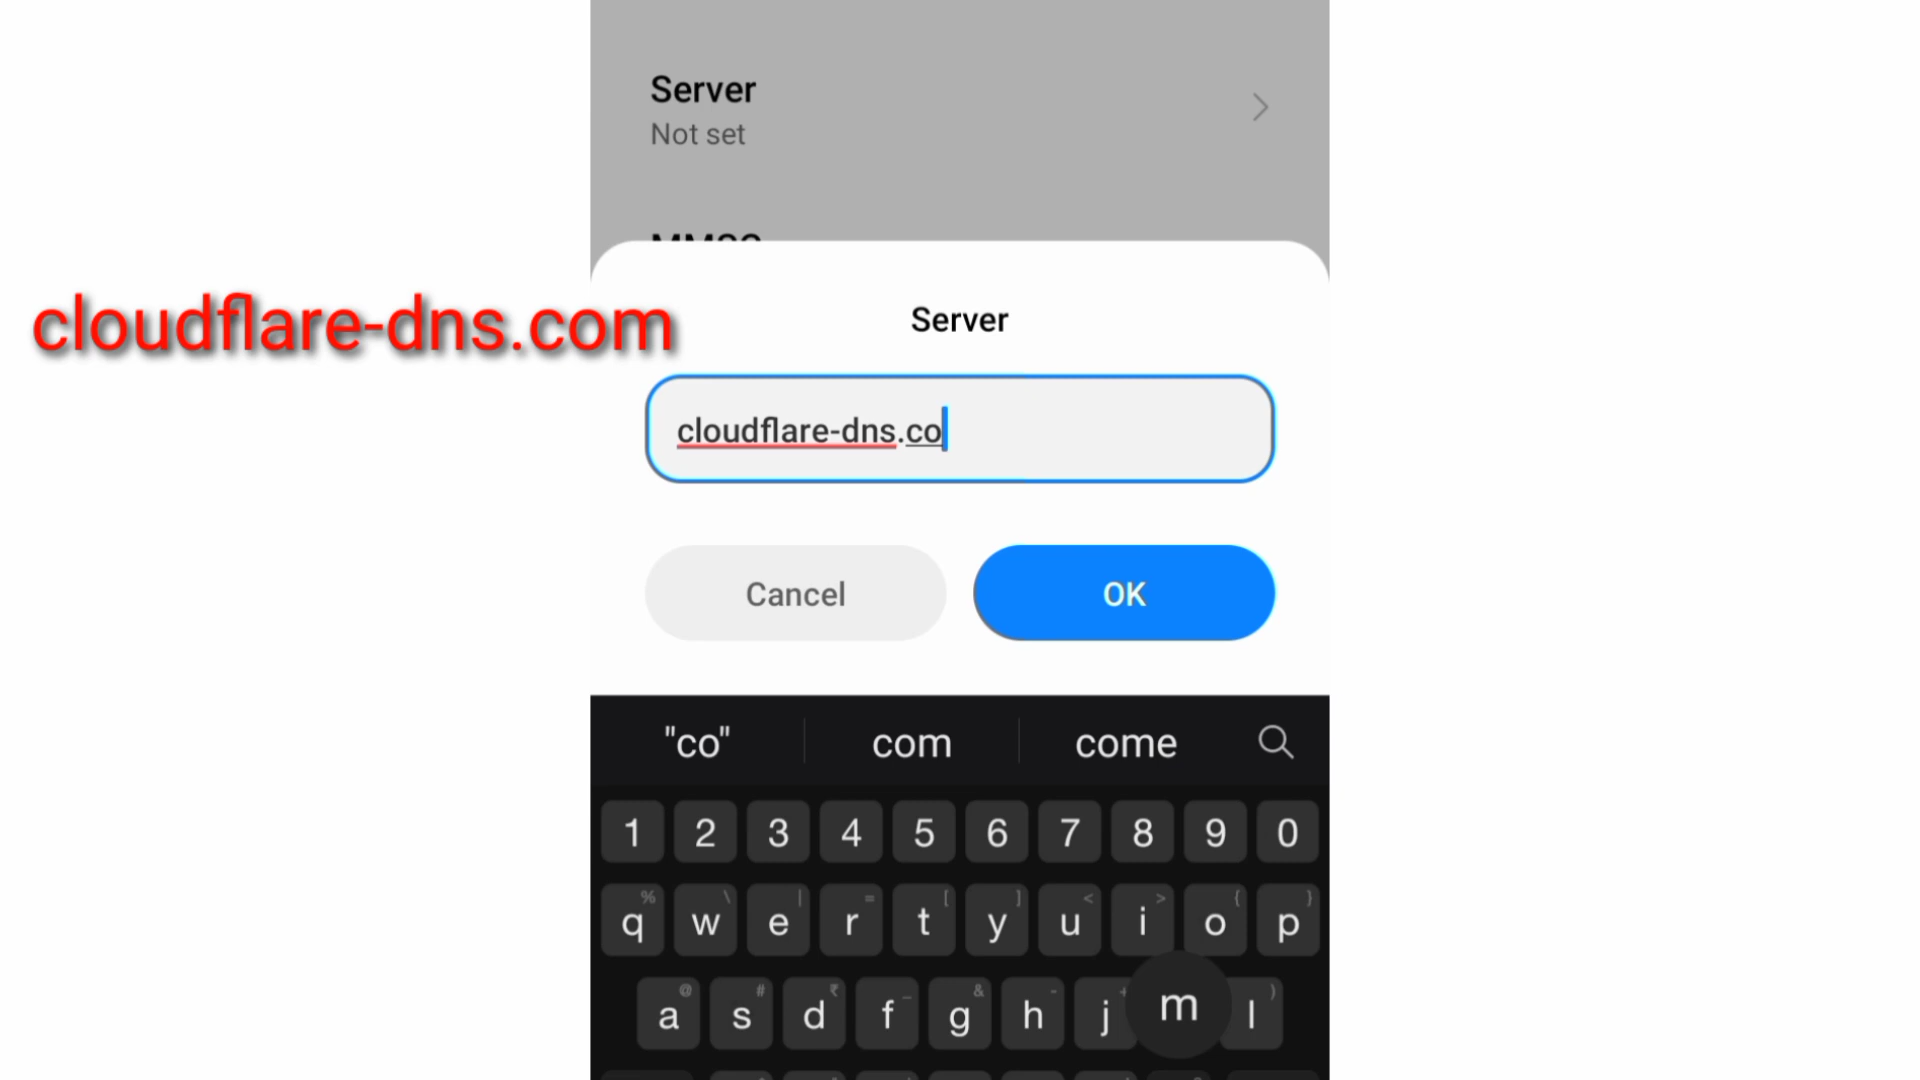 Server
Not set
MMSC
cloudflare-dns.com
Server
cloudflare-dns.co
Cancel
OK
"co" com come
1 2 3 4 5 6 7 8 9 0
% \ | = [ ] < > { }
q w e r t y u i o p
@ # ₹ _ & - + )
a s d f g h j m l